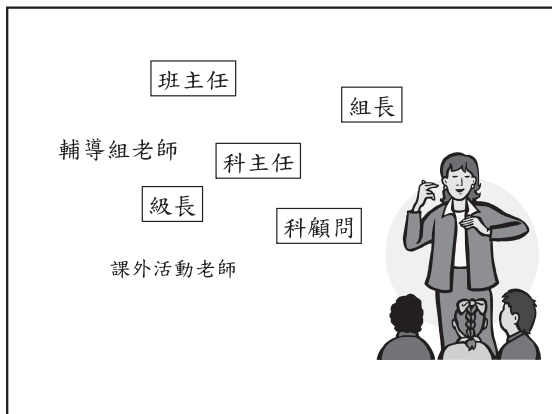 班主任
組長
輔導組老師
科主任
級長
科顧問
課外活動老師